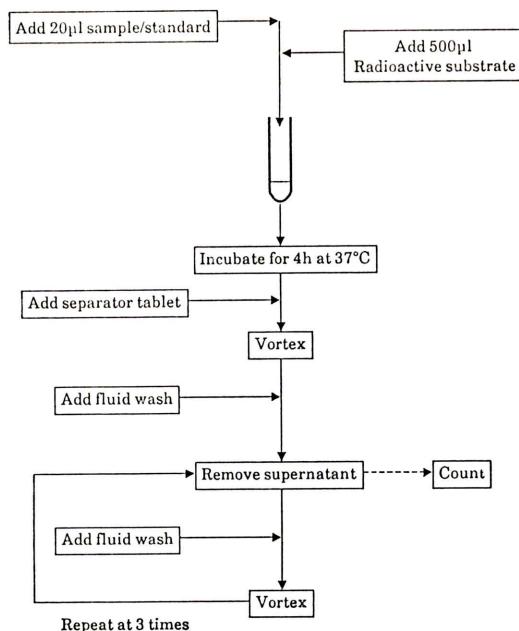 Add 20µl sample/standard
Add 500µl
Radioactive substrate
Incubate for 4h at 37°C
Add separator tablet
Vortex
Add fluid wash
Remove supernatant
Count
Add fluid wash
Vortex
Repeat at 3 times